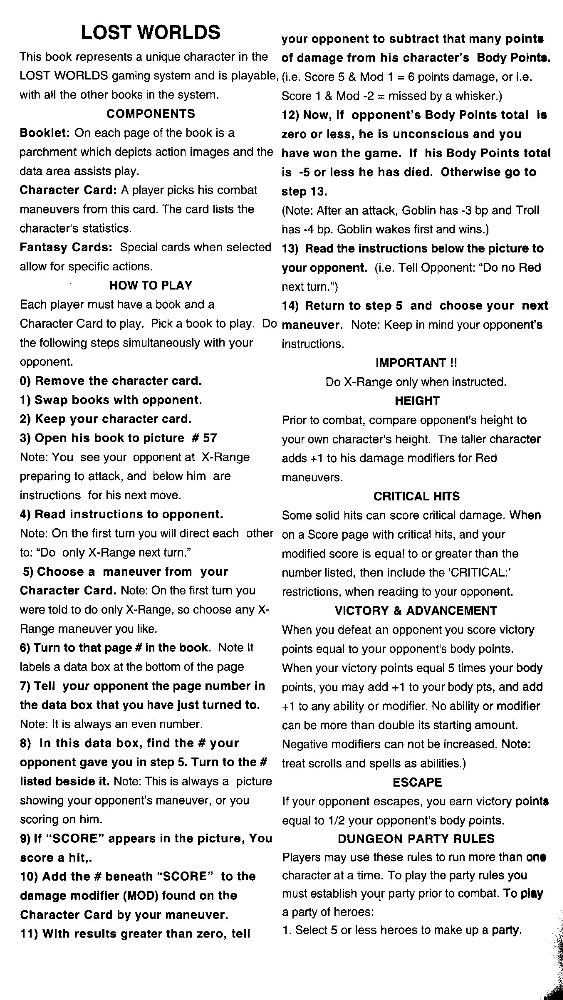 LOST WORLDS
This book represents a unique character in the
LOST WORLDS gaming system and is playable,
with all the other books in the system.
COMPONENTS
Booklet: On each page of the book is a
parchment which depicts action images and the
data area assists play.
Character Card: A player picks his combat
maneuvers from this card. The card lists the
character's statistics.
Fantasy Cards: Special cards when selected
allow for specific actions.
HOW TO PLAY
Each player must have a book and a
Character Card to play. Pick a book to play. Do
the following steps simultaneously with your
opponent.
0) Remove the character card.
1) Swap books with opponent.
2) Keep your character card.
3) Open his book to picture # 57
Note: You see your opponent at X-Range
preparing to attack, and below him are
instructions for his next move.
4) Read instructions to opponent.
Note: On the first turn you will direct each other
to: "Do only X-Range next turn."
5) Choose a maneuver from your
Character Card. Note: On the first turn you
were told to do only X-Range, so choose any X-
Range maneuver you like.
6) Turn to that page # in the book. Note it
labels a data box at the bottom of the page
7) Tell your opponent the page number in
the data box that you have just turned to.
Note: It is always an even number.
8) In this data box, find the # your
opponent gave you in step 5. Turn to the #
listed beside it. Note: This is always a picture
showing your opponent's maneuver, or you
scoring on him.
9) If "SCORE" appears in the picture, You
score a hit,.
10) Add the # beneath "SCORE" to the
damage modifier (MOD) found on the
Character Card by your maneuver.
11) With results greater than zero, tell
your opponent to subtract that many points
of damage from his character's Body Points.
(i.e. Score 5 & Mod 1 = 6 points damage, or i.e.
Score 1 & Mod -2 = missed by a whisker.)
12) Now, if opponent's Body Points total is
zero or less, he is unconscious and you
have won the game. If his Body Points total
is -5 or less he has died. Otherwise go to
step 13.
(Note: After an attack, Goblin has -3 bp and Troll
has -4 bp. Goblin wakes first and wins.)
13) Read the instructions below the picture to
your opponent. (i.e. Tell Opponent: "Do no Red
next turn.")
14) Return to step 5 and choose your next
maneuver. Note: Keep in mind your opponent's
instructions.
IMPORTANT !!
Do X-Range only when instructed.
HEIGHT
Prior to combat, compare opponent's height to
your own character's height. The taller character
adds +1 to his damage modifiers for Red
maneuvers.
CRITICAL HITS
Some solid hits can score critical damage. When
on a Score page with critical hits, and your
modified score is equal to or greater than the
number listed, then include the 'CRITICAL:'
restrictions, when reading to your opponent.
VICTORY & ADVANCEMENT
When you defeat an opponent you score victory
points equal to your opponent's body points.
When your victory points equal 5 times your body
points, you may add +1 to your body pts, and add
+1 to any ability or modifier. No ability or modifier
can be more than double its starting amount.
Negative modifiers can not be increased. Note:
treat scrolls and spells as abilities.)
ESCAPE
If your opponent escapes, you earn victory points
equal to 1/2 your opponent's body points.
DUNGEON PARTY RULES
Players may use these rules to run more than one
character at a time. To play the party rules you
must establish your party prior to combat. To play
a party of heroes:
1. Select 5 or less heroes to make up a party.